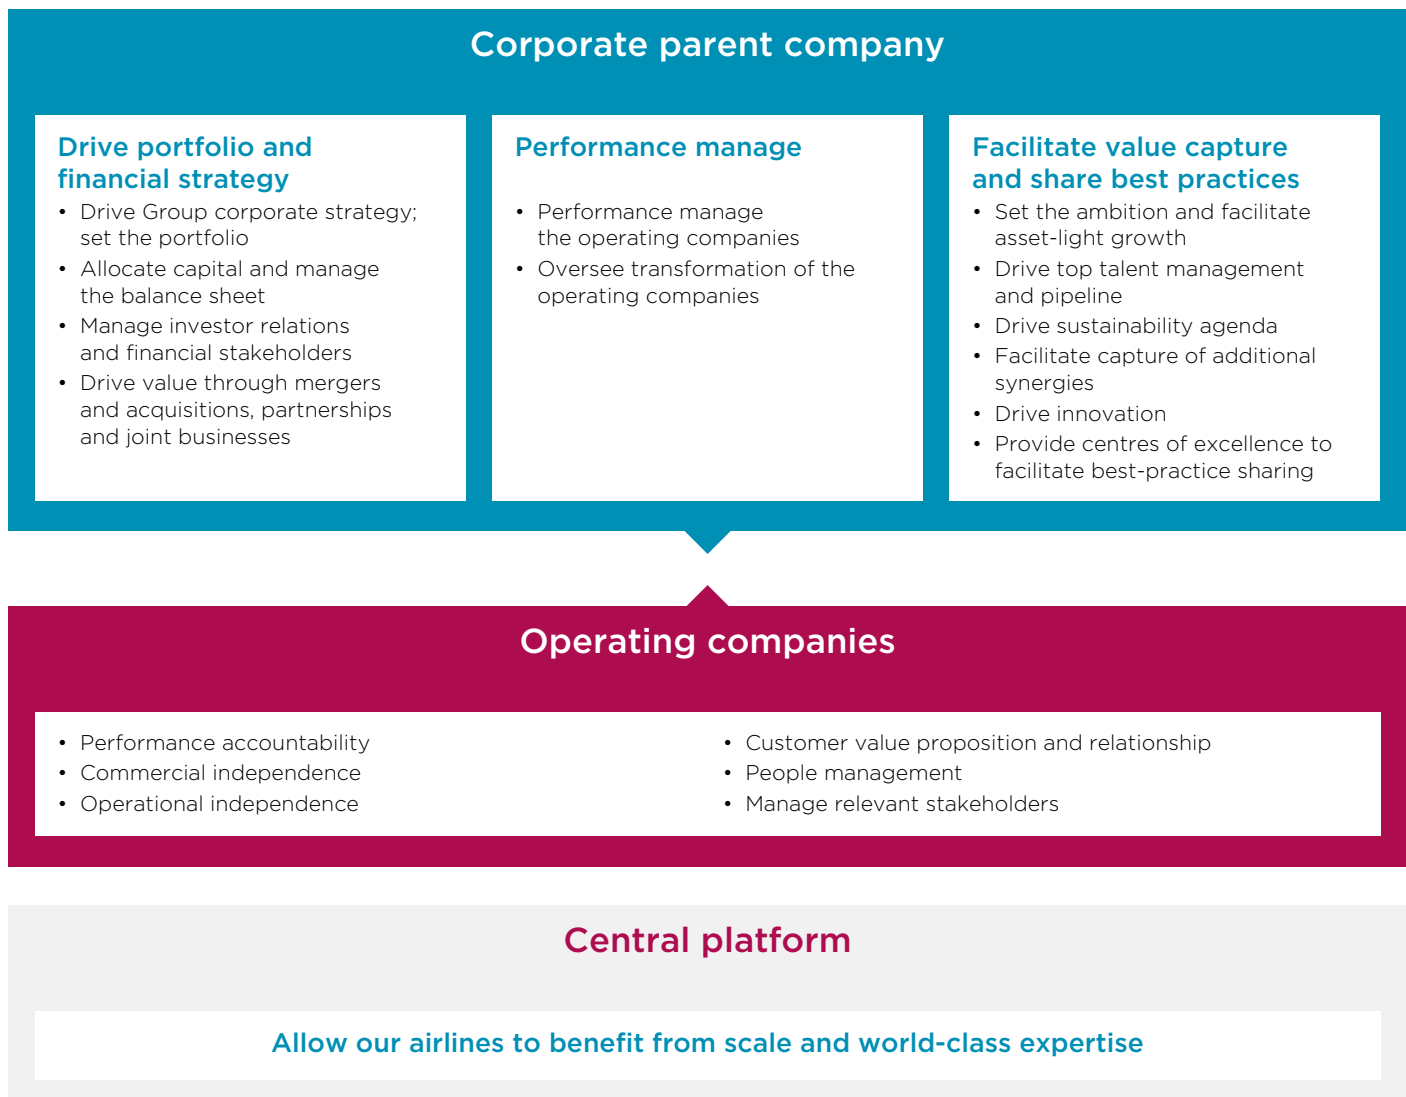 Corporate parent company
Drive portfolio and
financial strategy
• Drive Group corporate strategy;
set the portfolio
• Allocate capital and manage
the balance sheet
• Manage investor relations
and financial stakeholders
• Drive value through mergers
and acquisitions, partnerships
and joint businesses
Performance manage
• Performance manage
the operating companies
• Oversee transformation of the
operating companies
Facilitate value capture
and share best practices
• Set the ambition and facilitate
asset-light growth
• Drive top talent management
and pipeline
• Drive sustainability agenda
• Facilitate capture of additional
synergies
• Drive innovation
• Provide centres of excellence to
facilitate best-practice sharing
Operating companies
• Performance accountability
• Commercial independence
• Operational independence
• Customer value proposition and relationship
• People management
• Manage relevant stakeholders
Central platform
Allow our airlines to benefit from scale and world-class expertise